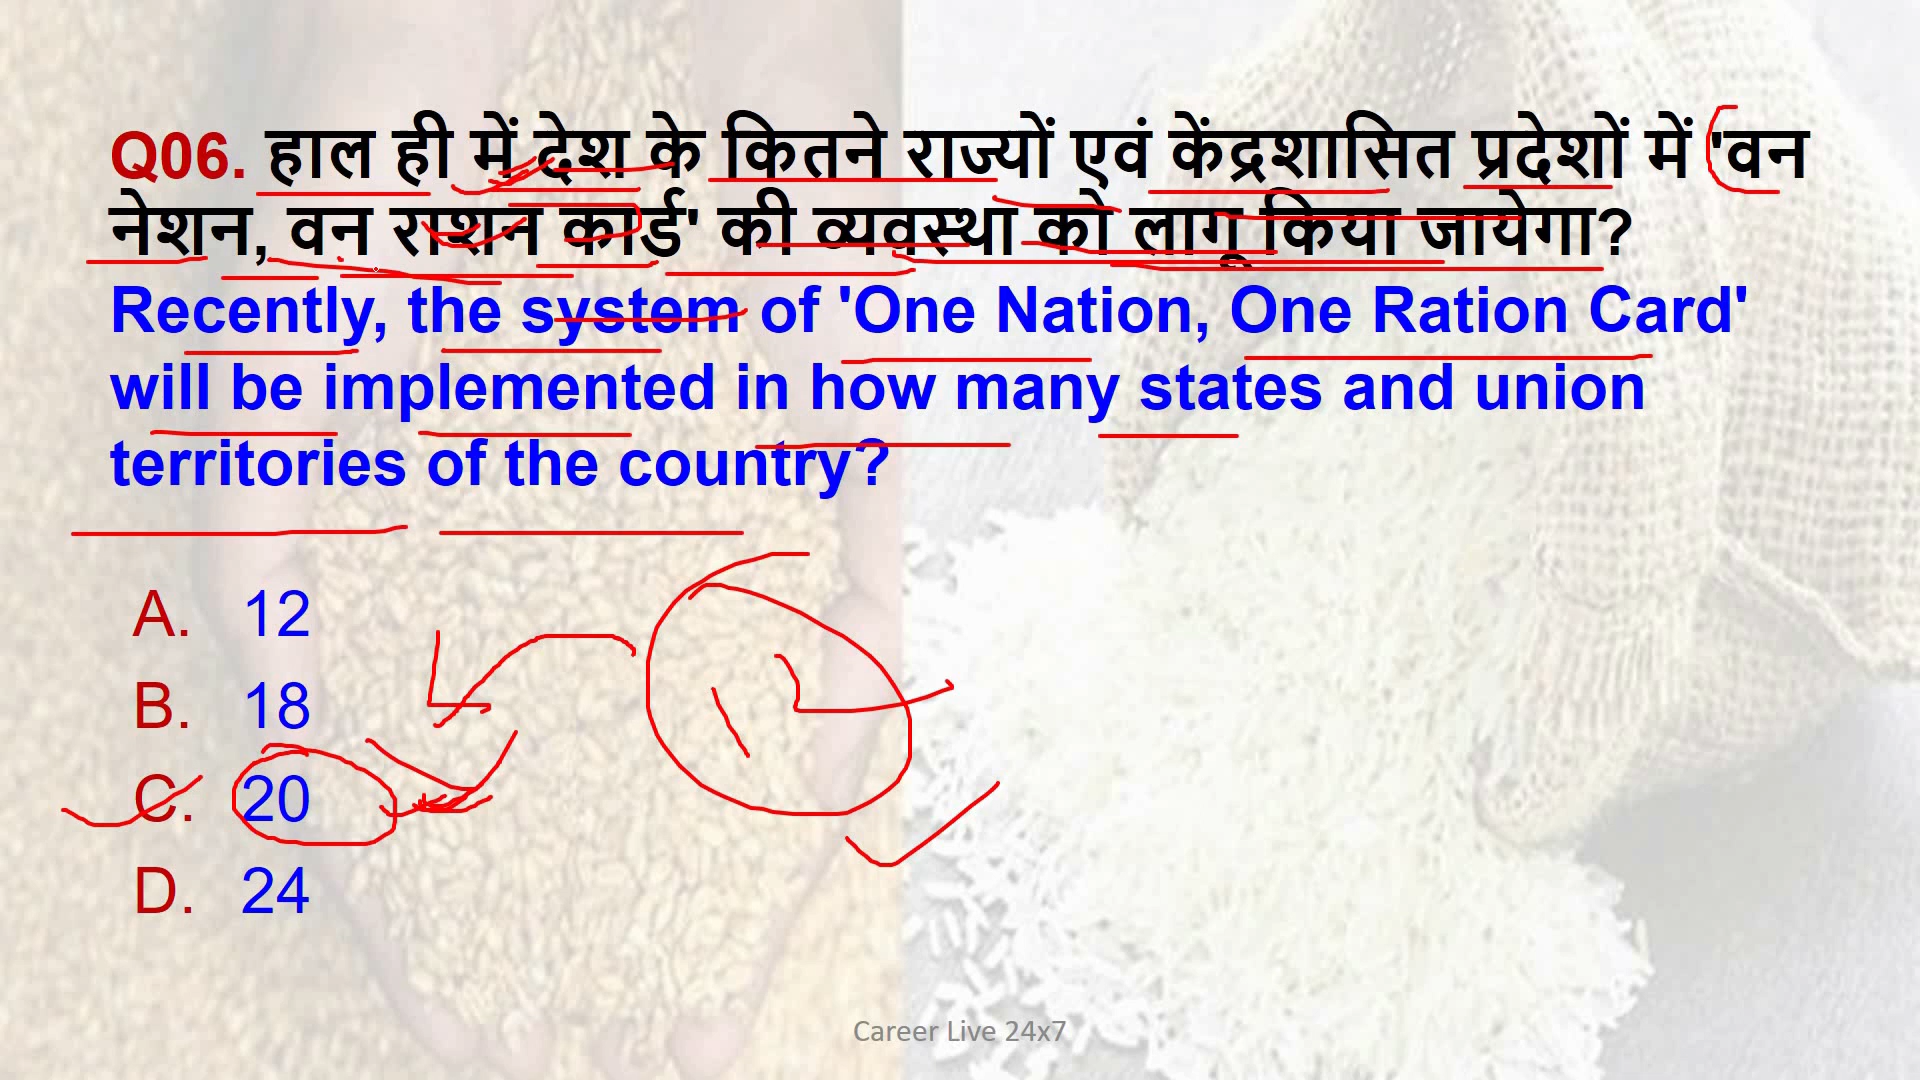 Q06. हाल ही में देश के कितने राज्यों एवं केंद्रशासित प्रदेशों में 'वन
नेशन, वन राशन कार्ड' की व्यवस्था को लागू किया जायेगा?
Recently, the system of 'One Nation, One Ration Card'
will be implemented in how many states and union
territories of the country?
A. 12
B. 18
C. 20
D. 24
Career Live 24x7